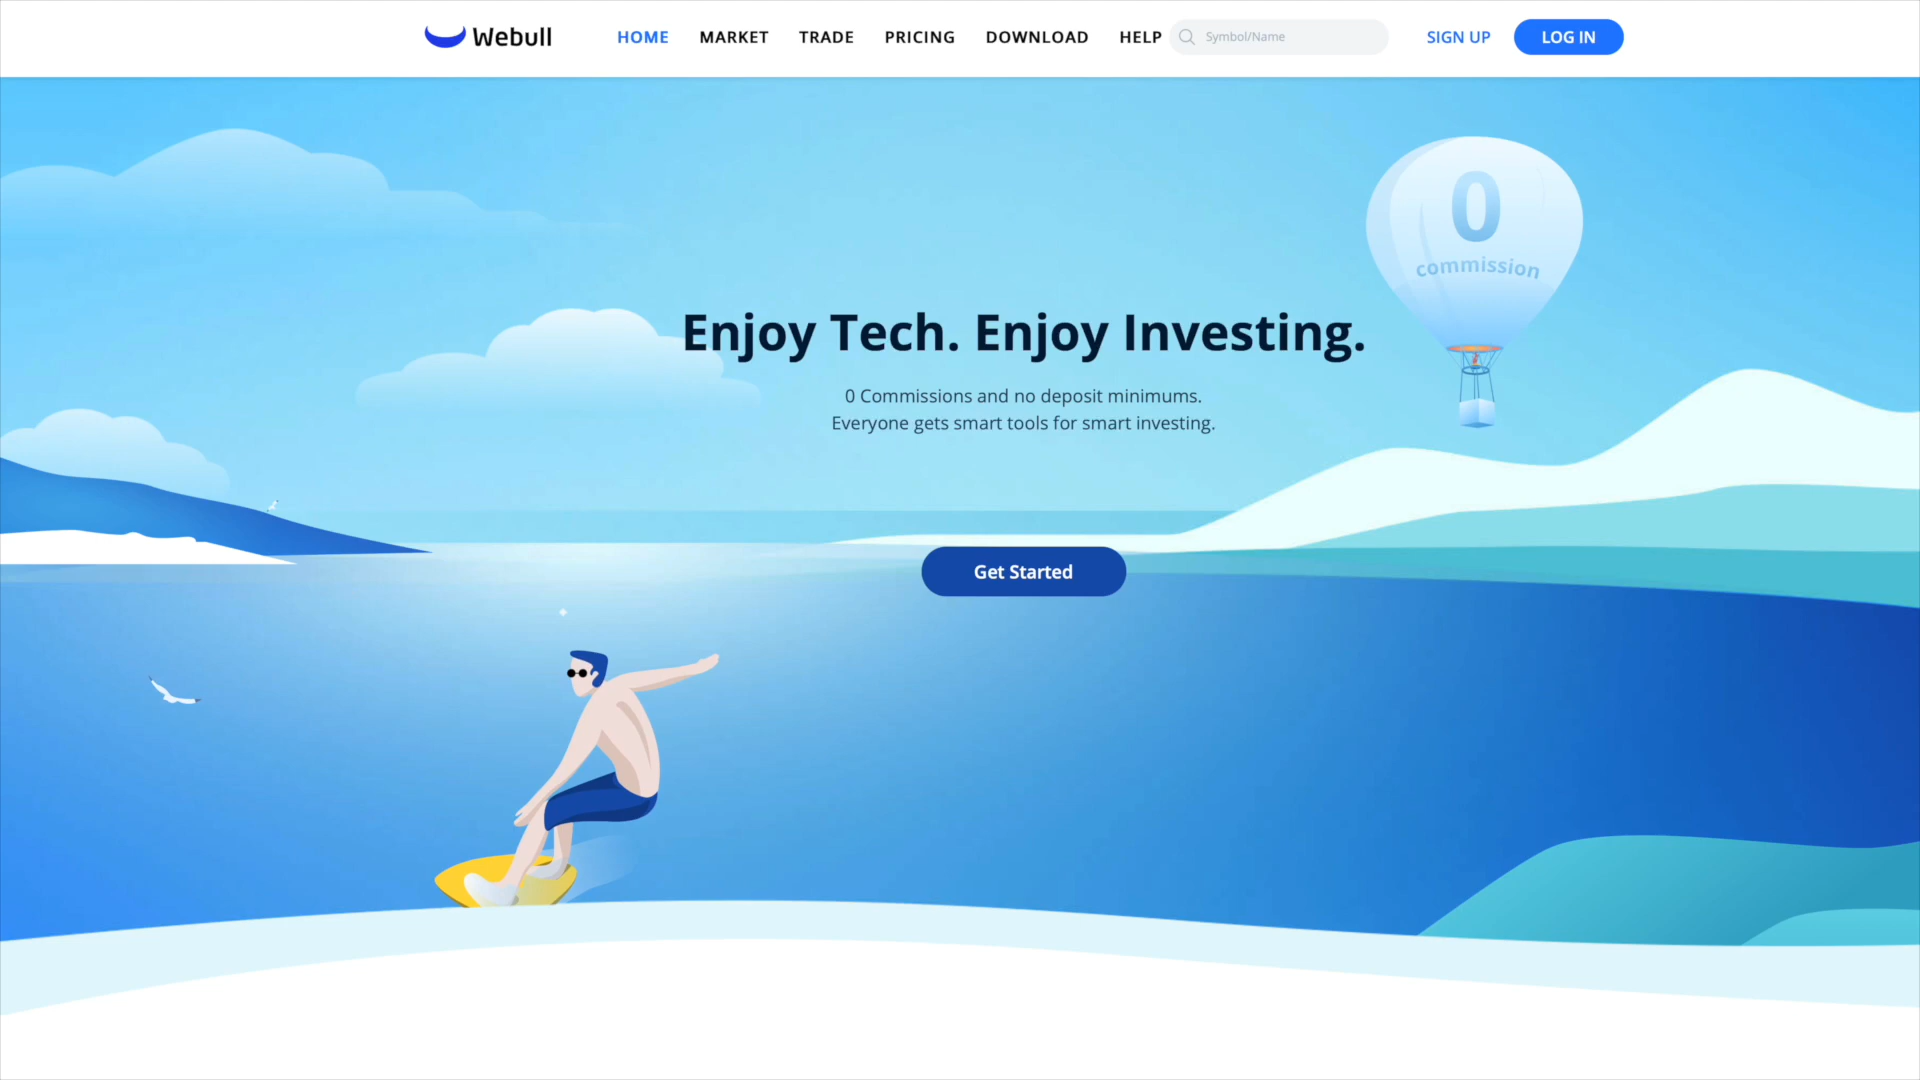 Webull
HOME
MARKET
TRADE
PRICING
DOWNLOAD
HELP
Symbol/Name
SIGN UP
LOG IN
0
commission
Enjoy Tech. Enjoy Investing.
0 Commissions and no deposit minimums.
Everyone gets smart tools for smart investing.
Get Started